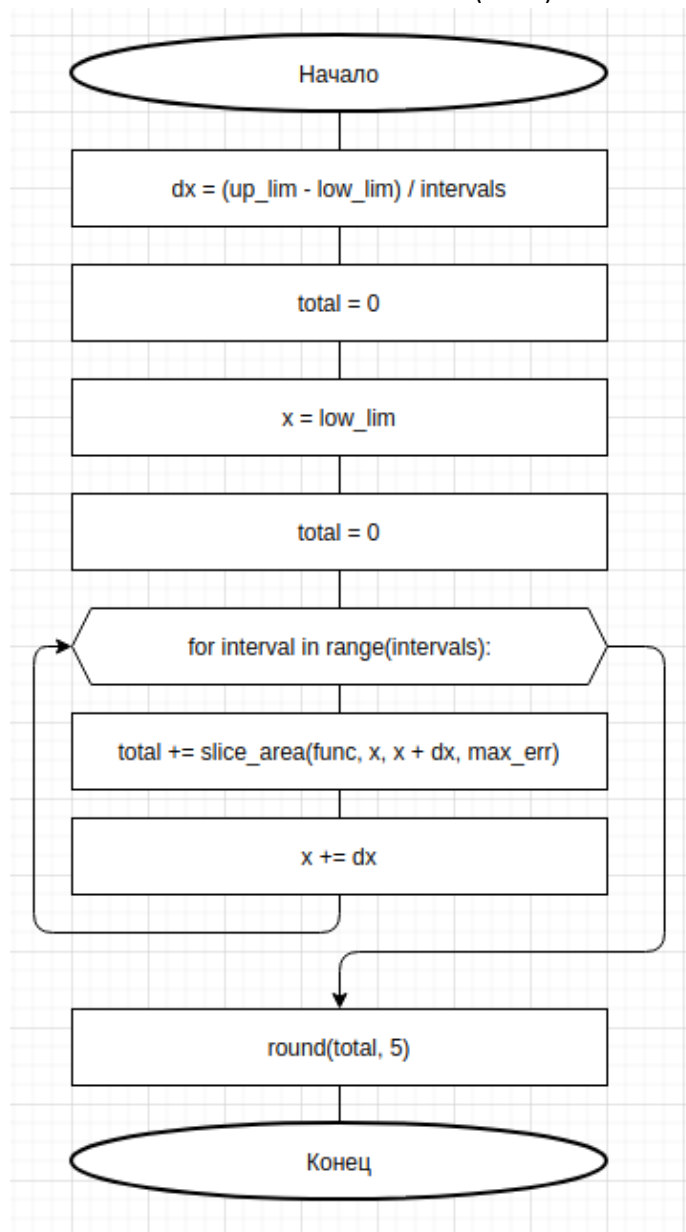 Начало
dx = (up_lim - low_lim) / intervals
total = 0
x = low_lim
total = 0
for interval in range(intervals):
total += slice_area(func, x, x + dx, max_err)
x += dx
round(total, 5)
Конец